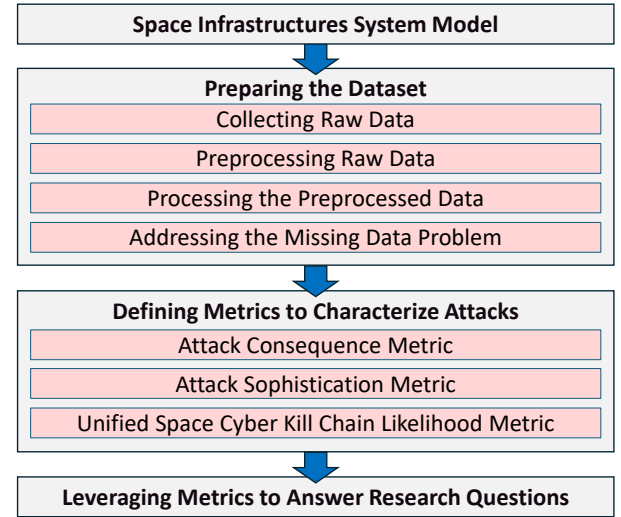 Space Infrastructures System Model
Preparing the Dataset
Collecting Raw Data
Preprocessing Raw Data
Processing the Preprocessed Data
Addressing the Missing Data Problem
Defining Metrics to Characterize Attacks
Attack Consequence Metric
Attack Sophistication Metric
Unified Space Cyber Kill Chain Likelihood Metric
Leveraging Metrics to Answer Research Questions